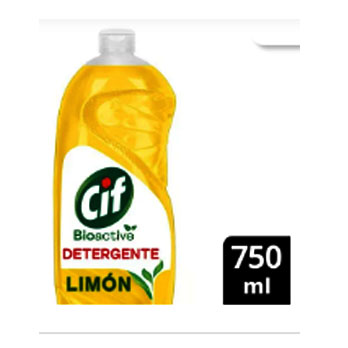 Cif
Bioactive
DETERGENTE
LIMÓN
750
ml